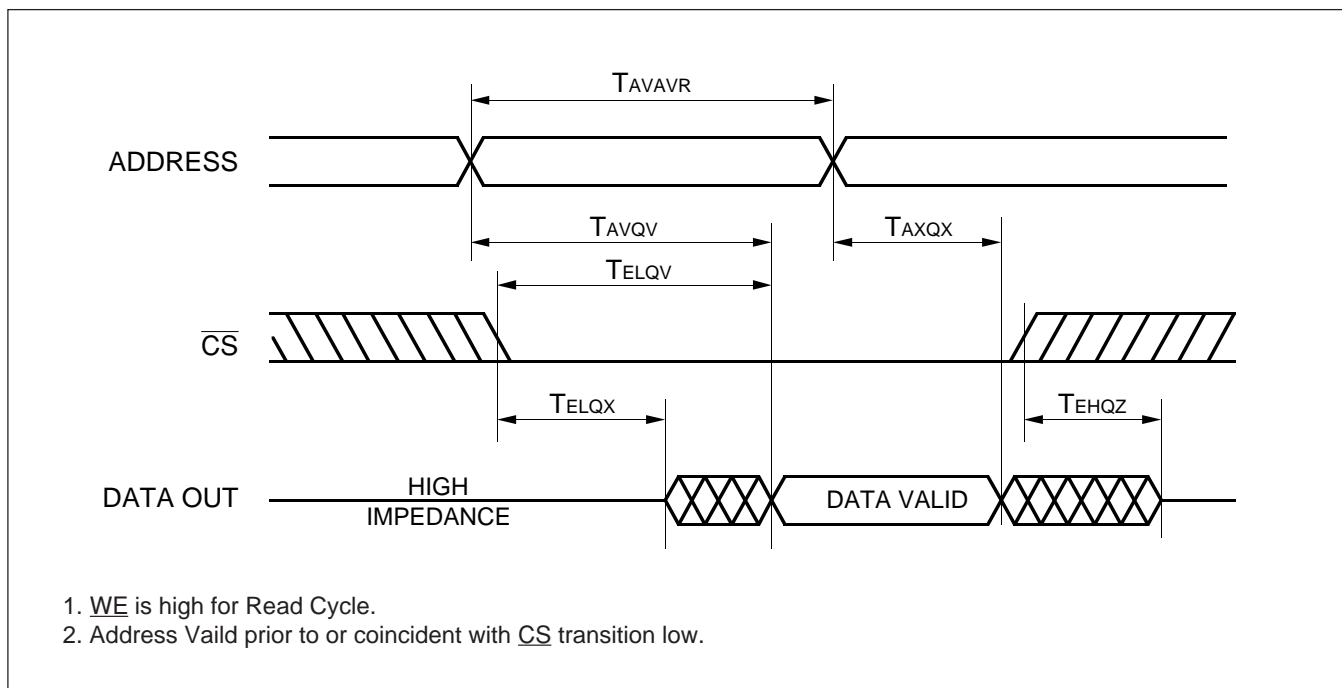 TAVAVR
ADDRESS
TAVQV
TAXQX
TELQV
CS
TELQX
TEHQZ
DATA OUT
HIGH
IMPEDANCE
DATA VALID
1. WE is high for Read Cycle.
2. Address Vaild prior to or coincident with CS transition low.